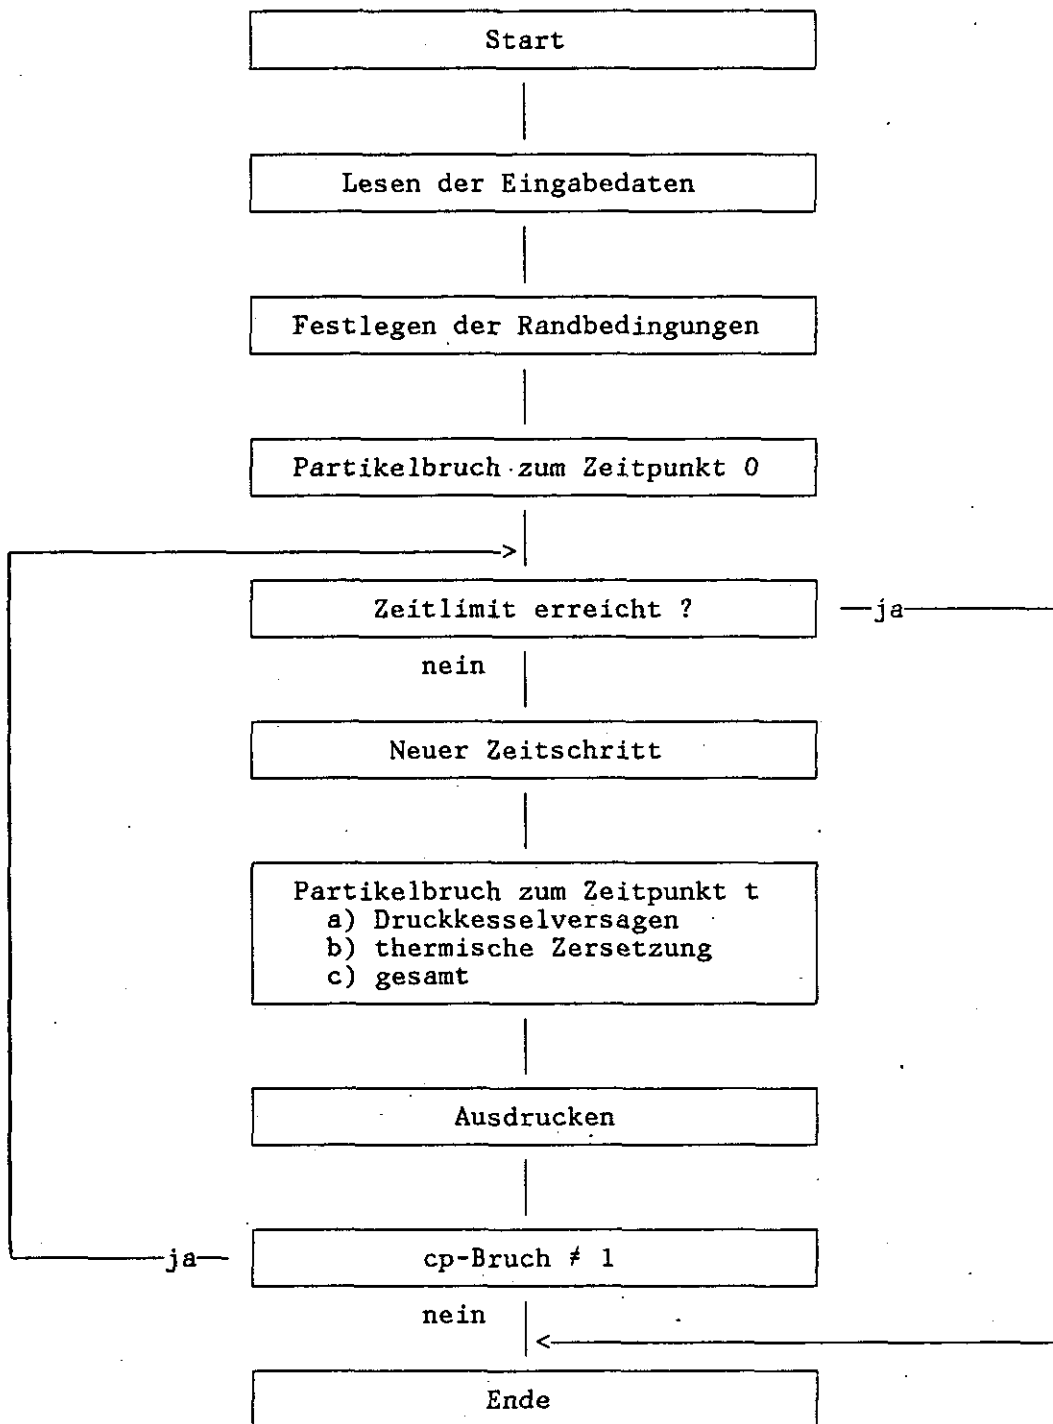 Start
Lesen der Eingabedaten
Festlegen der Randbedingungen
Partikelbruch zum Zeitpunkt 0
Zeitlimit erreicht ?
ja
nein
Neuer Zeitschritt
Partikelbruch zum Zeitpunkt t
a) Druckkesselversagen
b) thermische Zersetzung
c) gesamt
Ausdrucken
ja
cp-Bruch ≠ 1
nein
Ende